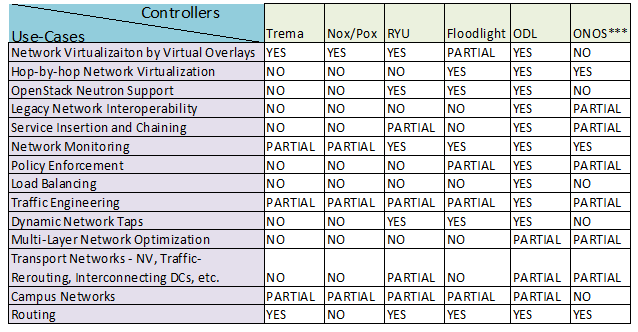 Controllers
Use-Cases Trema Nox/Pox RYU Floodlight ODL ONOS***
Network Virtualizaiton by Virtual Overlays YES YES YES PARTIAL YES NO
Hop-by-hop Network Virtualization NO NO NO YES YES YES
OpenStack Neutron Support NO NO YES YES YES NO
Legacy Network Interoperability NO NO NO NO YES PARTIAL
Service Insertion and Chaining NO NO PARTIAL NO YES PARTIAL
Network Monitoring PARTIAL PARTIAL YES YES YES YES
Policy Enforcement NO NO NO PARTIAL YES PARTIAL
Load Balancing NO NO NO NO YES NO
Traffic Engineering PARTIAL PARTIAL PARTIAL PARTIAL YES PARTIAL
Dynamic Network Taps NO NO YES YES YES NO
Multi-Layer Network Optimization NO NO NO NO PARTIAL PARTIAL
Transport Networks - NV, Traffic-
Rerouting, Interconnecting DCs, etc. NO NO PARTIAL NO PARTIAL PARTIAL
Campus Networks PARTIAL PARTIAL PARTIAL PARTIAL PARTIAL NO
Routing YES NO YES YES YES YES